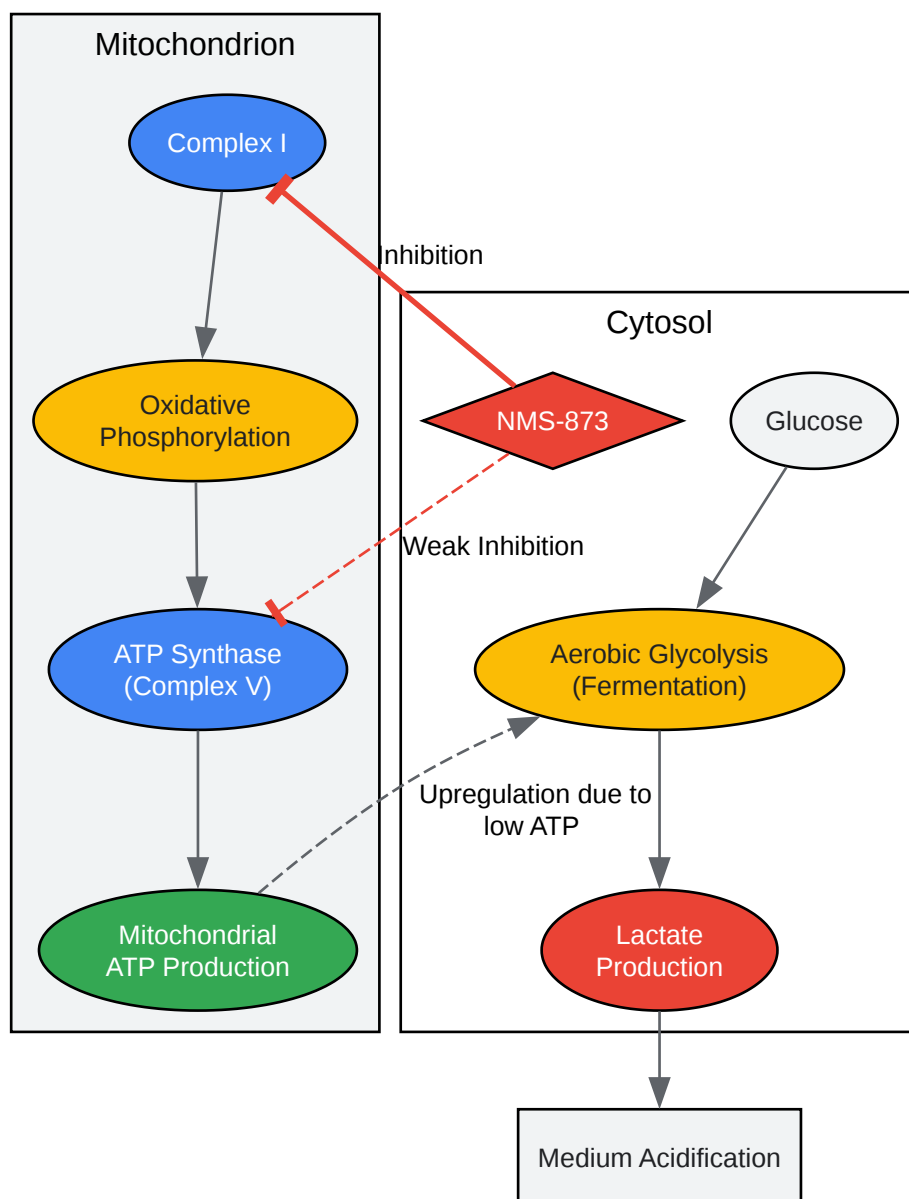 Mitochondrion
Complex I
Inhibition
Cytosol
Oxidative
Phosphorylation
NMS-873
Glucose
Weak Inhibition
ATP Synthase
(Complex V)
Aerobic Glycolysis
(Fermentation)
Upregulation due to
low ATP
Mitochondrial
ATP Production
Lactate
Production
Medium Acidification